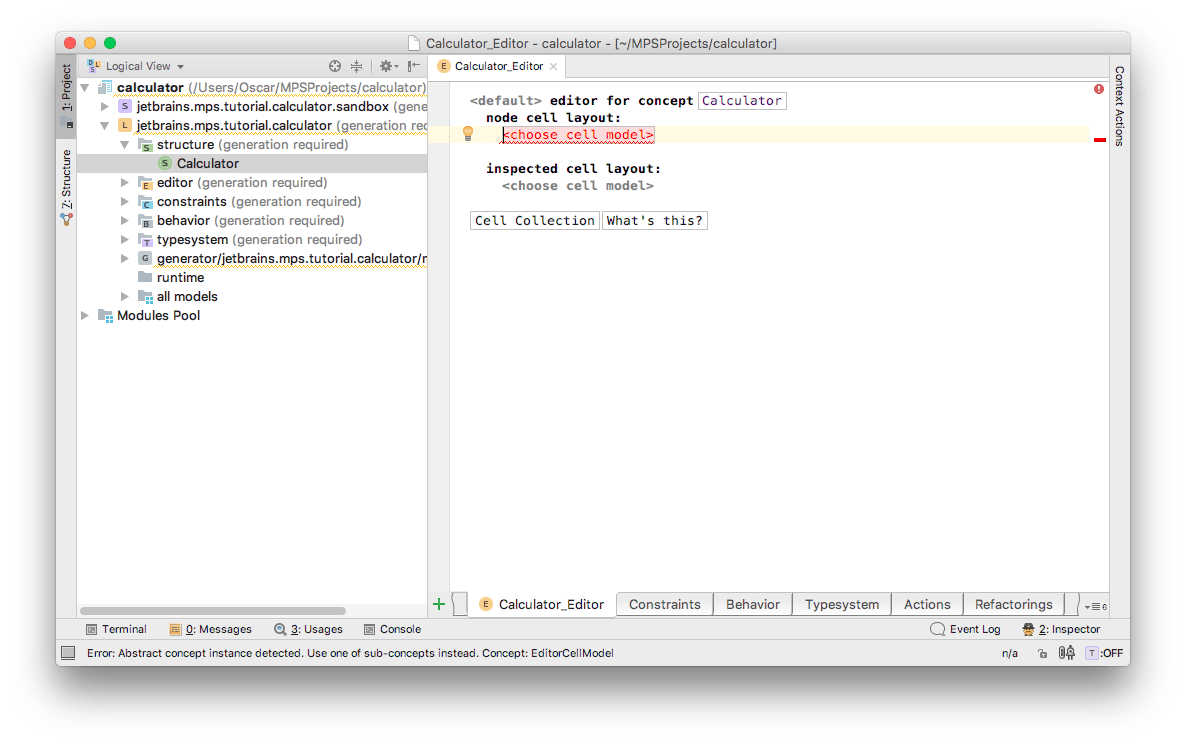 Calculator_Editor - calculator - [~/MPSProjects/calculator]
1: Project
Z: Structure
Logical View
calculator (/Users/Oscar/MPSProjects/calculator)
S jetbrains.mps.tutorial.calculator.sandbox (gene
L jetbrains.mps.tutorial.calculator (generation rec
S structure (generation required)
S Calculator
E editor (generation required)
C constraints (generation required)
B behavior (generation required)
T typesystem (generation required)
G generator/jetbrains.mps.tutorial.calculator/
runtime
all models
Modules Pool
E Calculator_Editor
<default> editor for concept Calculator
node cell layout:
<choose cell model>
inspected cell layout:
<choose cell model>
Cell Collection What's this?
Context Actions
E Calculator_Editor Constraints Behavior Typesystem Actions Refactorings 6
Terminal 0: Messages 3: Usages Console Event Log 2: Inspector
Error: Abstract concept instance detected. Use one of sub-concepts instead. Concept: EditorCellModel n/a T :OFF